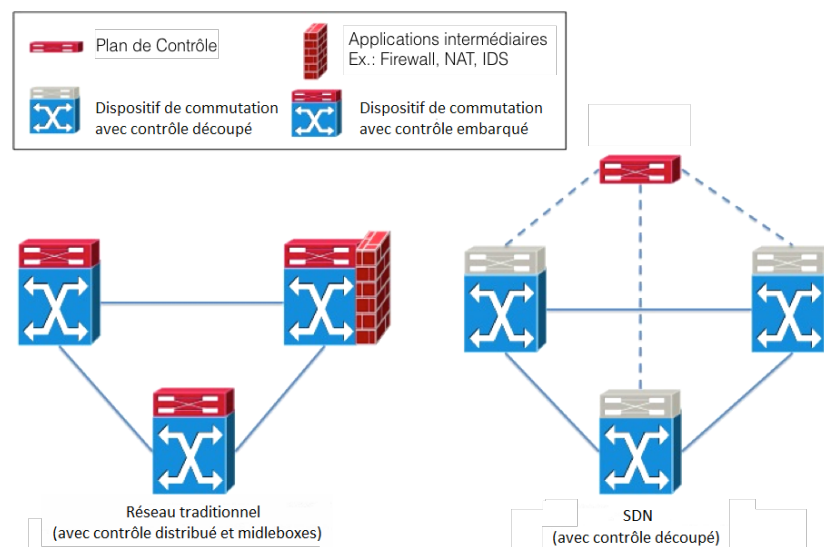 Plan de Contrôle
Applications intermédiaires
Ex.: Firewall, NAT, IDS
Dispositif de commutation
avec contrôle découpé
Dispositif de commutation
avec contrôle embarqué
Réseau traditionnel
(avec contrôle distribué et midleboxes)
SDN
(avec contrôle découpé)